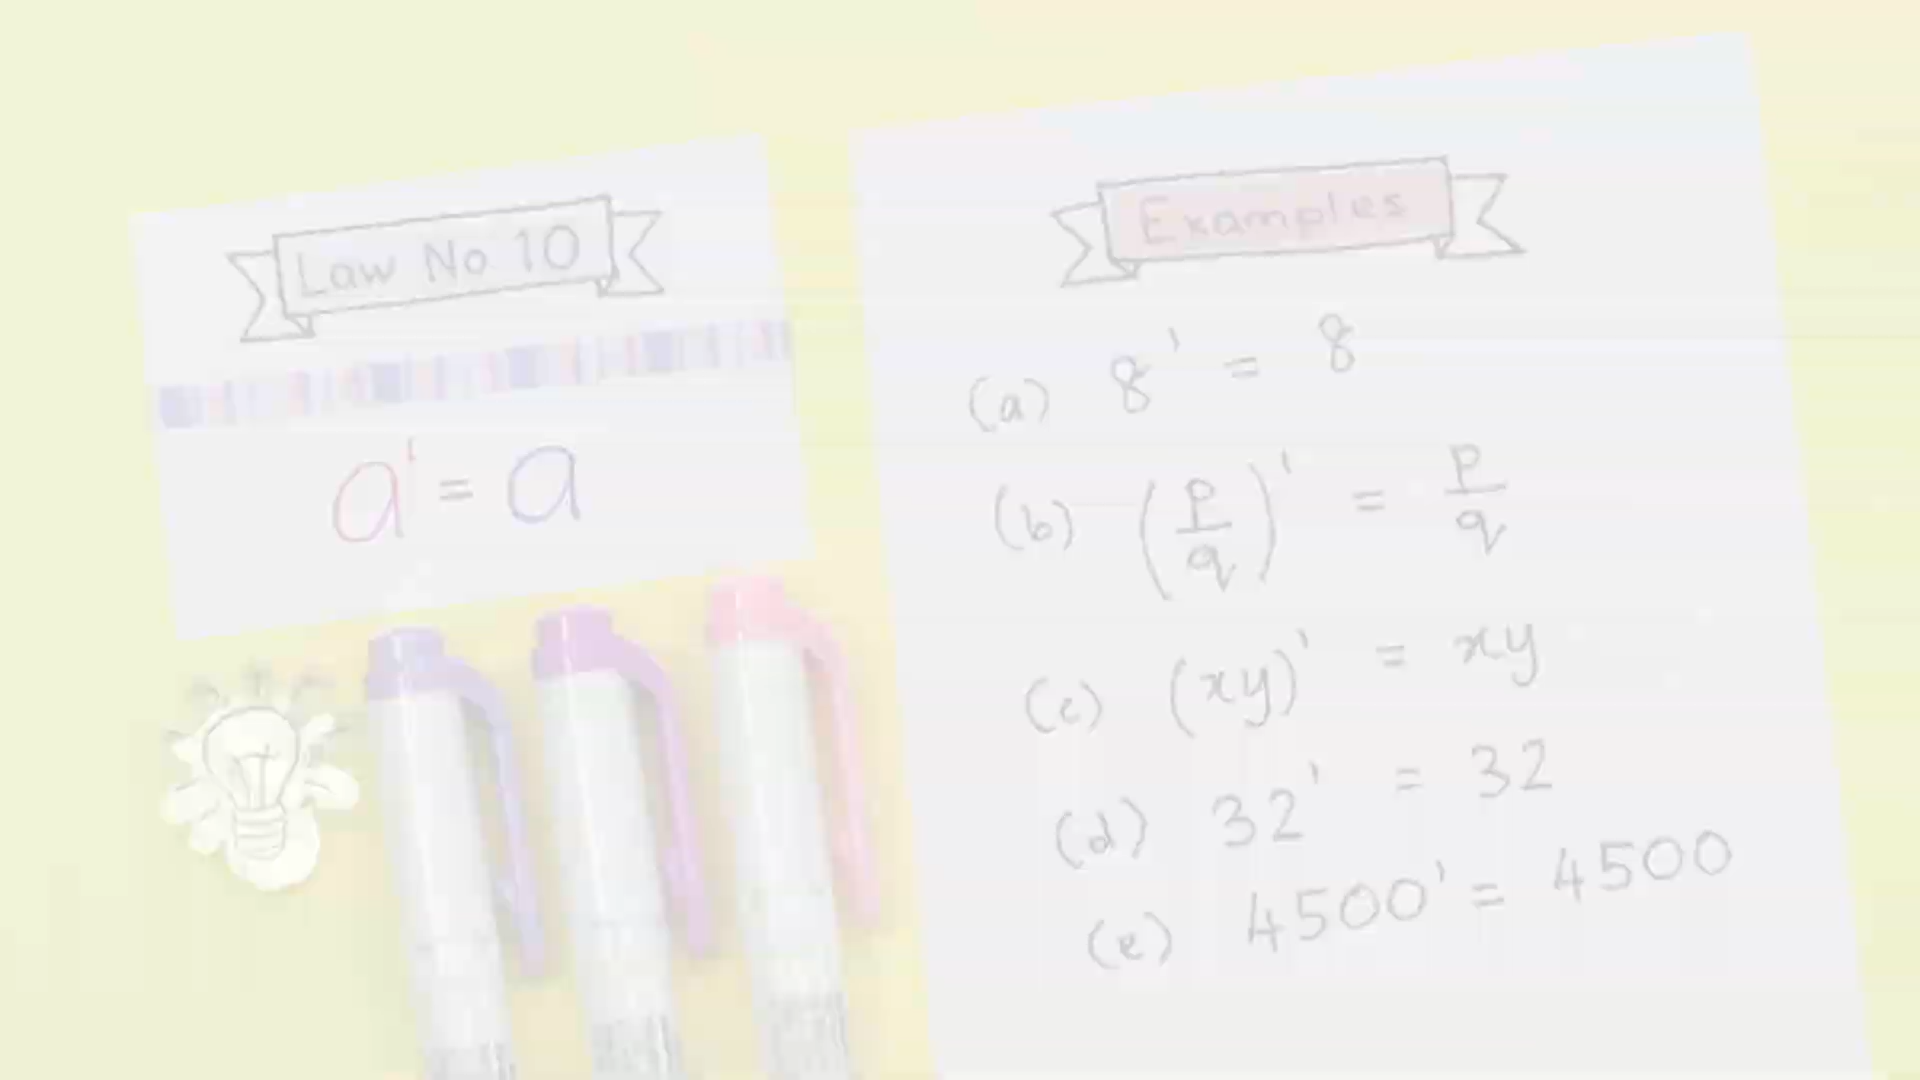 Law No 10
a¹ = a
Examples
(a) 8¹ = 8
(b) (p/q)¹ = p/q
(c) (xy)¹ = xy
(d) 32¹ = 32
(e) 4500¹ = 4500